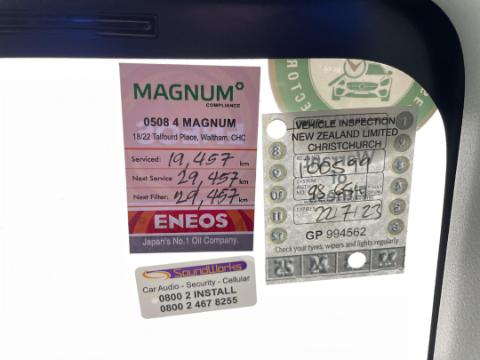 MAGNUM
COMPLIANCE
0508 4 MAGNUM
18/22 Talfourd Place, Waltham, CHC
Serviced: 19,457 km
Next Service 29,457 km
Next Filter: 29,457 km
ENEOS
Japan's No.1 Oil Company.
SoundWorks
Car Audio - Security - Cellular
0800 2 INSTALL
0800 2 467 8255
VEHICLE INSPECTION
NEW ZEALAND LIMITED
CHRISTCHURCH
22 7 23
GP 994562
Check your tyres, wipers and lights regularly